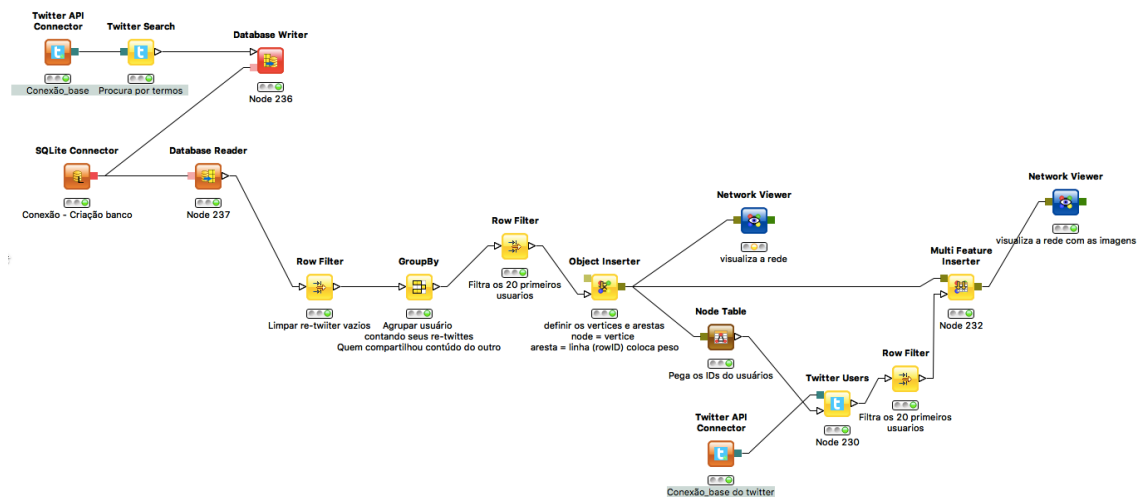 Twitter API
Connector
Conexão_base
Twitter Search
Procura por termos
Database Writer
Node 236
SQLite Connector
Conexão - Criação banco
Database Reader
Node 237
Row Filter
Limpar re-twiiter vazios
GroupBy
Agrupar usuário
contando seus re-twittes
Quem compartilhou contúdo do outro
Row Filter
Filtra os 20 primeiros
usuarios
Object Inserter
definir os vertices e arestas
node = vertice
aresta = linha (rowID) coloca peso
Network Viewer
visualiza a rede
Node Table
Pega os IDs do usuários
Twitter API
Connector
Conexão_base do twitter
Twitter Users
Node 230
Row Filter
Filtra os 20 primeiros
usuarios
Multi Feature
Inserter
Node 232
Network Viewer
visualiza a rede com as imagens